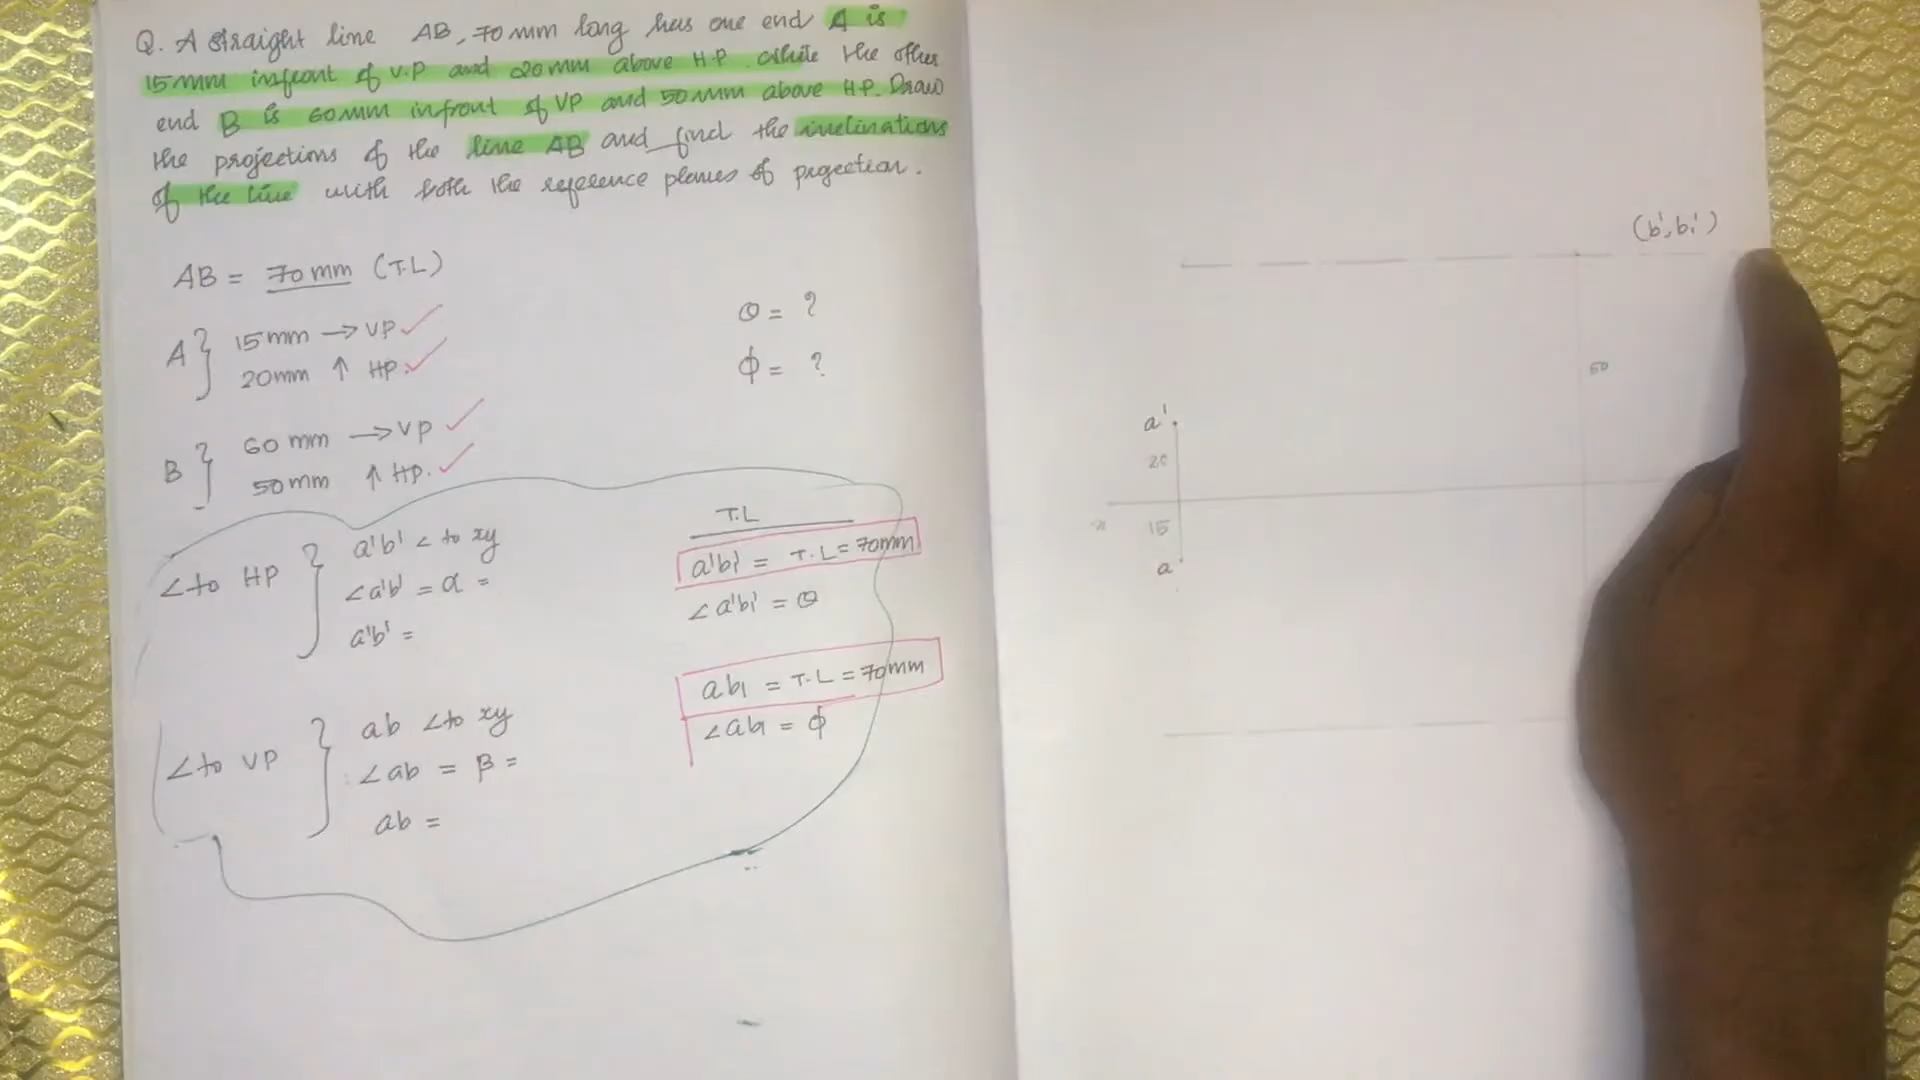 Q. A straight line AB, 70mm long has one end A is
15mm infront of V.P and 20mm above H.P. While the other
end B is 60mm infront of VP and 50mm above H.P. Draw
the projections of the line AB and find the inclinations
of the line with both the reference planes of progection.
AB = 70mm (T.L)
A } 15mm → VP ✓
20mm ↑ HP. ✓
B } 60 mm → VP ✓
50mm ↑ HP. ✓
θ = ?
ϕ = ?
∠to HP } a'b' ∠ to xy
∠a'b' = α =
a'b' =
∠to VP } ab ∠to xy
∠ab = β =
ab =
T.L
a'b1' = T.L = 70mm
∠a'b1' = θ
ab1 = T.L = 70mm
∠ab1 = ϕ
(b', b1')
50
a'
20
15
a